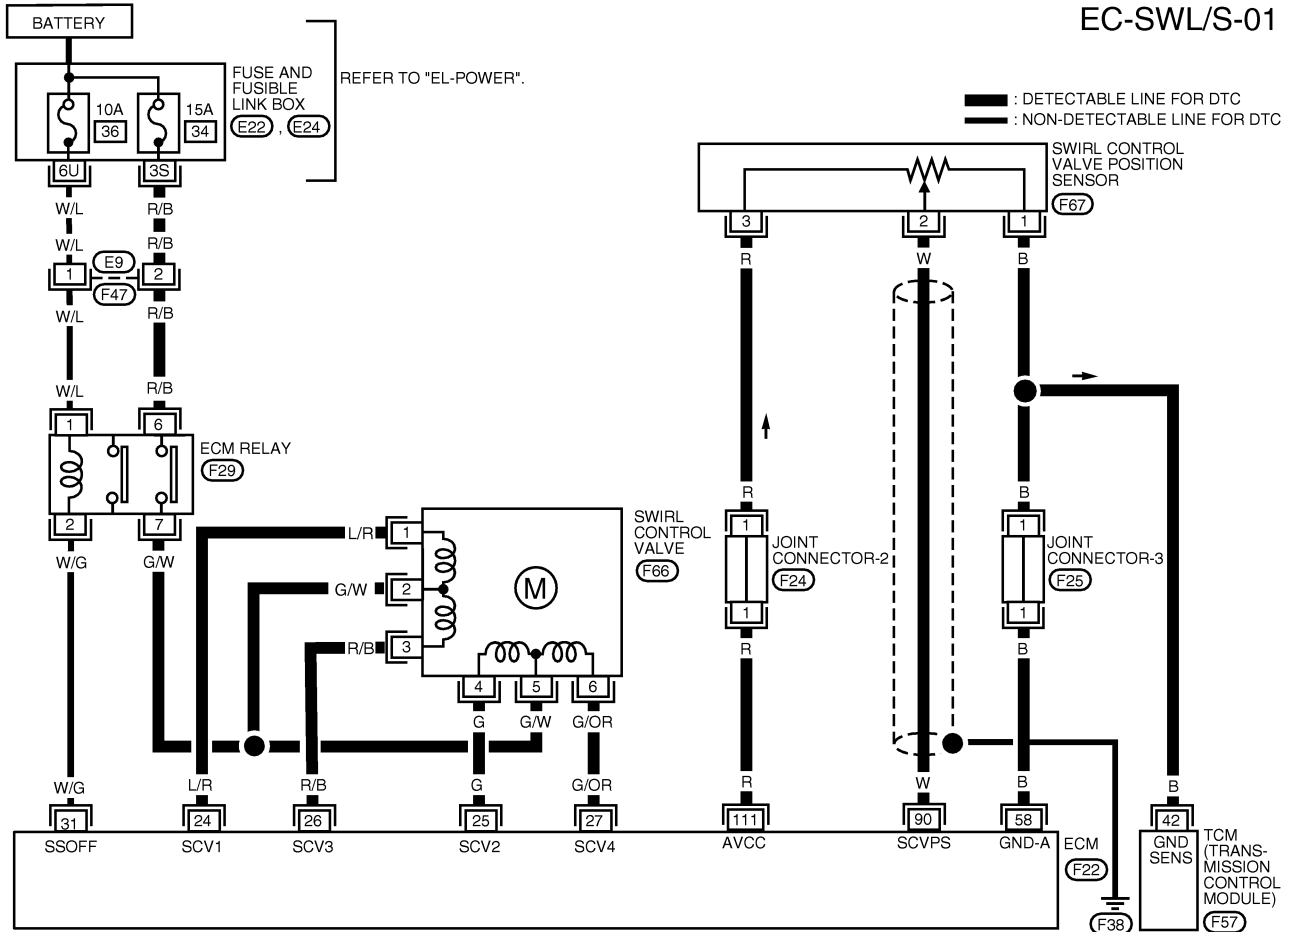 EC-SWL/S-01
BATTERY
FUSE AND
FUSIBLE
LINK BOX
E22 , E24
REFER TO "EL-POWER".
10A
36
15A
34
6U
3S
: DETECTABLE LINE FOR DTC
: NON-DETECTABLE LINE FOR DTC
SWIRL CONTROL
VALVE POSITION
SENSOR
F67
3
2
1
W/L
R/B
R
W
B
W/L
R/B
1
E9
2
F47
W/L
R/B
W/L
R/B
1
6
ECM RELAY
F29
2
7
W/G
G/W
R
B
1
1
JOINT
CONNECTOR-2
F24
JOINT
CONNECTOR-3
F25
1
1
R
B
L/R
1
G/W
2
R/B
3
M
SWIRL
CONTROL
VALVE
F66
4
5
6
G
G/W
G/OR
W/G
L/R
R/B
G
G/OR
R
W
B
B
31
24
26
25
27
111
90
58
42
SSOFF
SCV1
SCV3
SCV2
SCV4
AVCC
SCVPS
GND-A
ECM
F22
GND
SENS
TCM
(TRANS-
MISSION
CONTROL
MODULE)
F38
F57